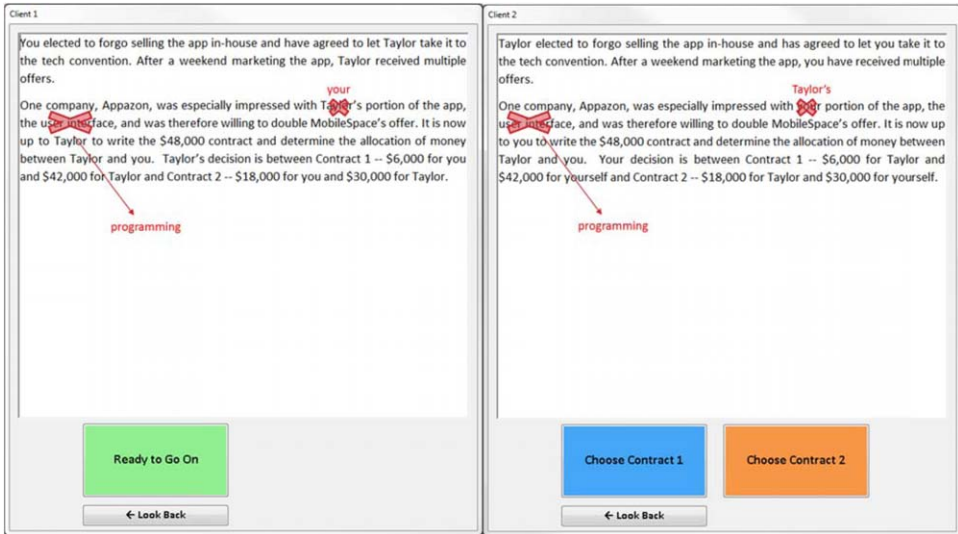 Client 1
You elected to forgo selling the app in-house and have agreed to let Taylor take it to
the tech convention. After a weekend marketing the app, Taylor received multiple
offers.
your
One company, Appazon, was especially impressed with Taylor's portion of the app,
the user interface, and was therefore willing to double MobileSpace's offer. It is now
up to Taylor to write the $48,000 contract and determine the allocation of money
between Taylor and you. Taylor's decision is between Contract 1 -- $6,000 for you
and $42,000 for Taylor and Contract 2 -- $18,000 for you and $30,000 for Taylor.
programming
Ready to Go On
← Look Back
Client 2
Taylor elected to forgo selling the app in-house and has agreed to let you take it to
the tech convention. After a weekend marketing the app, you have received multiple
offers.
Taylor's
One company, Appazon, was especially impressed with your portion of the app, the
user interface, and was therefore willing to double MobileSpace's offer. It is now up
to you to write the $48,000 contract and determine the allocation of money between
Taylor and you. Your decision is between Contract 1 -- $6,000 for Taylor and
$42,000 for yourself and Contract 2 -- $18,000 for Taylor and $30,000 for yourself.
programming
Choose Contract 1
Choose Contract 2
← Look Back